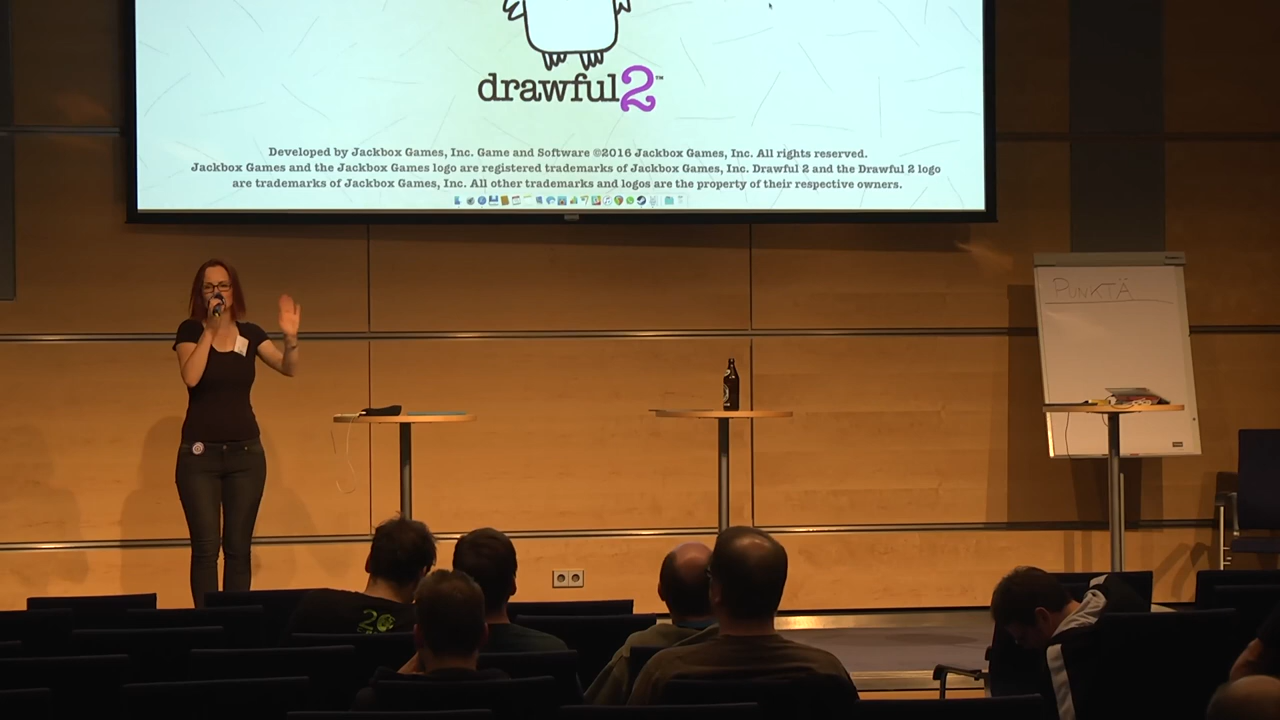 drawful2™
Developed by Jackbox Games, Inc. Game and Software ©2016 Jackbox Games, Inc. All rights reserved.
Jackbox Games and the Jackbox Games logo are registered trademarks of Jackbox Games, Inc. Drawful 2 and the Drawful 2 logo
are trademarks of Jackbox Games, Inc. All other trademarks and logos are the property of their respective owners.
PUNKTÄ